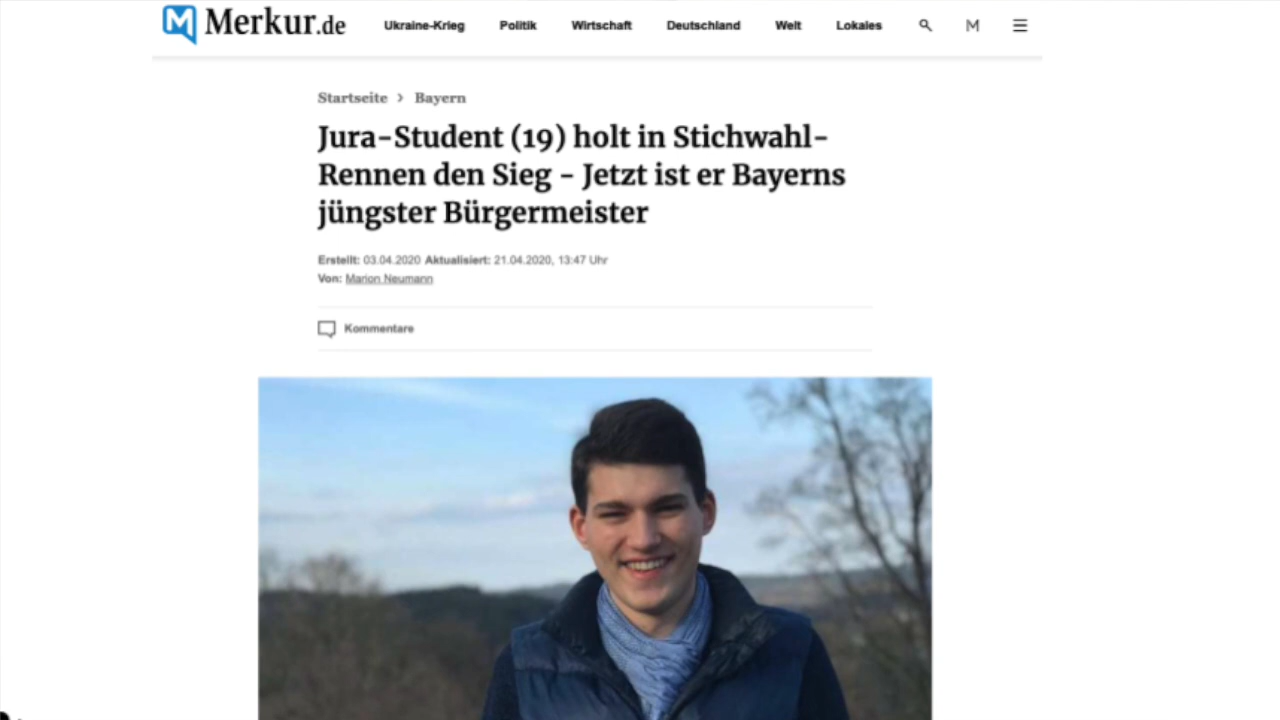 Merkur.de
Ukraine-Krieg Politik Wirtschaft Deutschland Welt Lokales M
Startseite > Bayern
Jura-Student (19) holt in Stichwahl-
Rennen den Sieg - Jetzt ist er Bayerns
jüngster Bürgermeister
Erstellt: 03.04.2020 Aktualisiert: 21.04.2020, 13:47 Uhr
Von: Marion Neumann
Kommentare